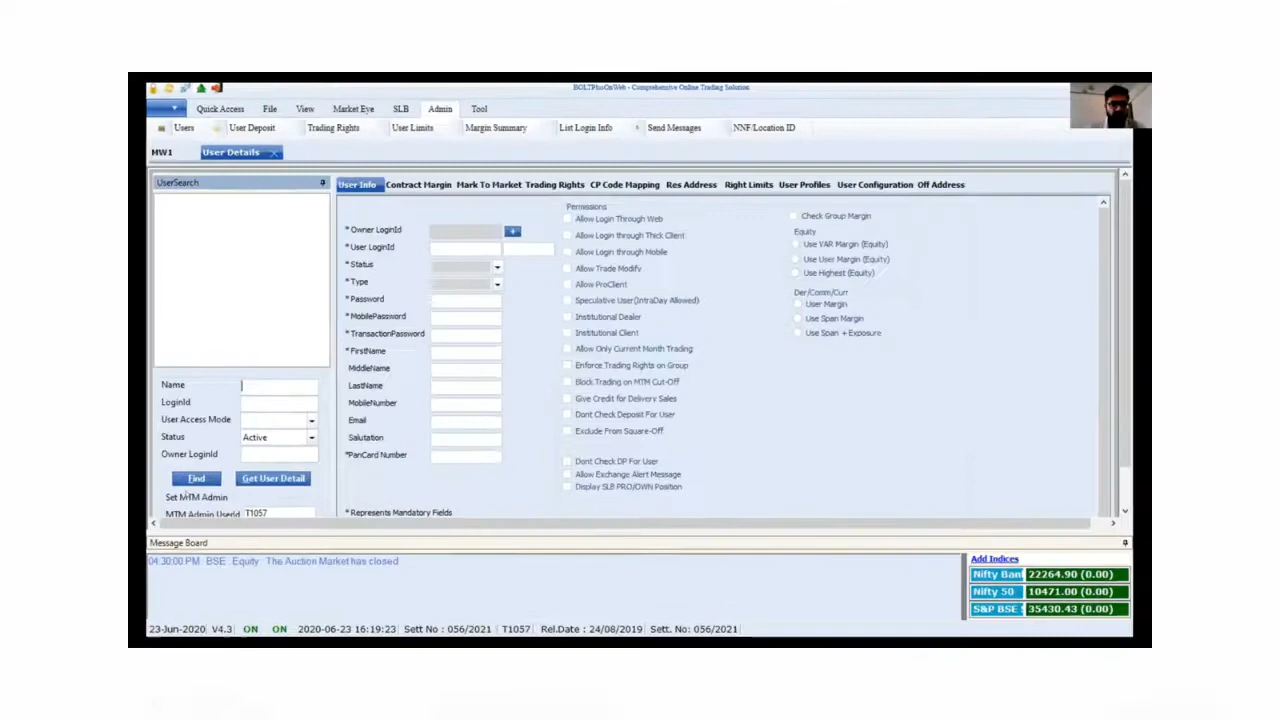 BOLTPlusOnWeb - Comprehensive Online Trading Solution
Quick Access File View Market Eye SLB Admin Tool
Users User Deposit Trading Rights User Limits Margin Summary List Login Info Send Messages NNF/Location ID
MW1 User Details
UserSearch
Name
LoginId
User Access Mode
Status Active
Owner LoginId
Find Get User Detail
Set MTM Admin
MTM Admin UserId T1057
User Info Contract Margin Mark To Market Trading Rights CP Code Mapping Res Address Right Limits User Profiles User Configuration Off Address
* Owner LoginId +
* User LoginId
* Status
* Type
* Password
* MobilePassword
* TransactionPassword
* FirstName
MiddleName
LastName
MobileNumber
Email
Salutation
*PanCard Number
* Represents Mandatory Fields
Permissions
Allow Login Through Web
Allow Login through Thick Client
Allow Login through Mobile
Allow Trade Modify
Allow ProClient
Speculative User(IntraDay Allowed)
Institutional Dealer
Institutional Client
Allow Only Current Month Trading
Enforce Trading Rights on Group
Block Trading on MTM Cut-Off
Give Credit for Delivery Sales
Dont Check Deposit For User
Exclude From Square-Off
Dont Check DP For User
Allow Exchange Alert Message
Display SLB PRO/OWN Position
Check Group Margin
Equity
Use VAR Margin (Equity)
Use User Margin (Equity)
Use Highest (Equity)
Der/Comm/Curr
User Margin
Use Span Margin
Use Span + Exposure
Message Board
04:30:00 PM BSE Equity The Auction Market has closed
Add Indices
Nifty Ban 22264.90 (0.00)
Nifty 50 10471.00 (0.00)
S&P BSE 35430.43 (0.00)
23-Jun-2020 V4.3 ON ON 2020-06-23 16:19:23 Sett No : 056/2021 T1057 Rel.Date : 24/08/2019 Sett. No: 056/2021